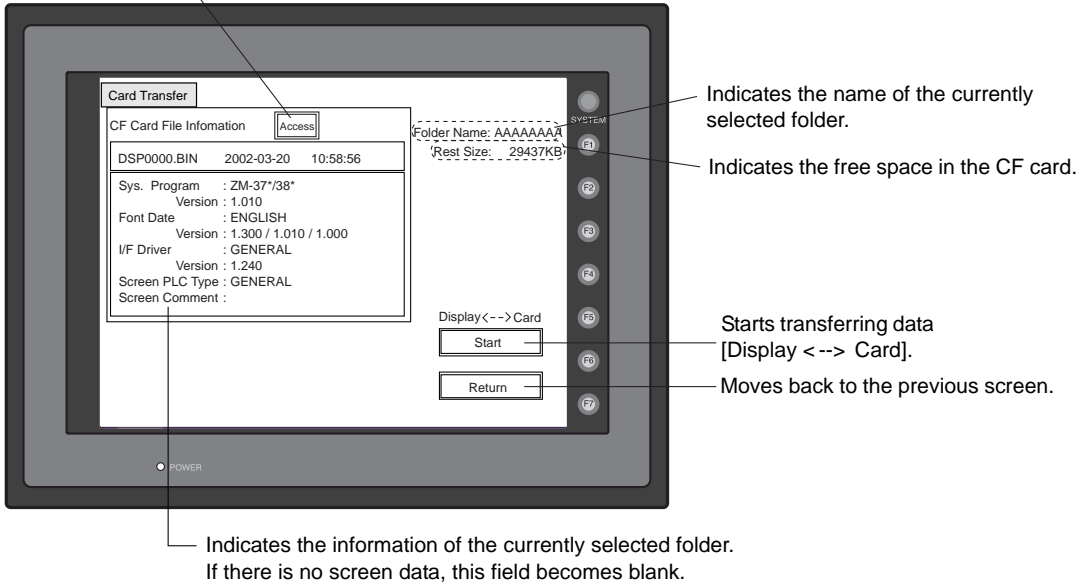 Card Transfer
CF Card File Infomation
Access
DSP0000.BIN 2002-03-20 10:58:56
Sys. Program : ZM-37*/38*
Version : 1.010
Font Date : ENGLISH
Version : 1.300 / 1.010 / 1.000
I/F Driver : GENERAL
Version : 1.240
Screen PLC Type : GENERAL
Screen Comment :
Folder Name: AAAAAAAA
Rest Size: 29437KB
Display<-->Card
Start
Return
SYSTEM
F1
F2
F3
F4
F5
F6
F7
POWER
Indicates the name of the currently
selected folder.
Indicates the free space in the CF card.
Starts transferring data
[Display <--> Card].
Moves back to the previous screen.
Indicates the information of the currently selected folder.
If there is no screen data, this field becomes blank.